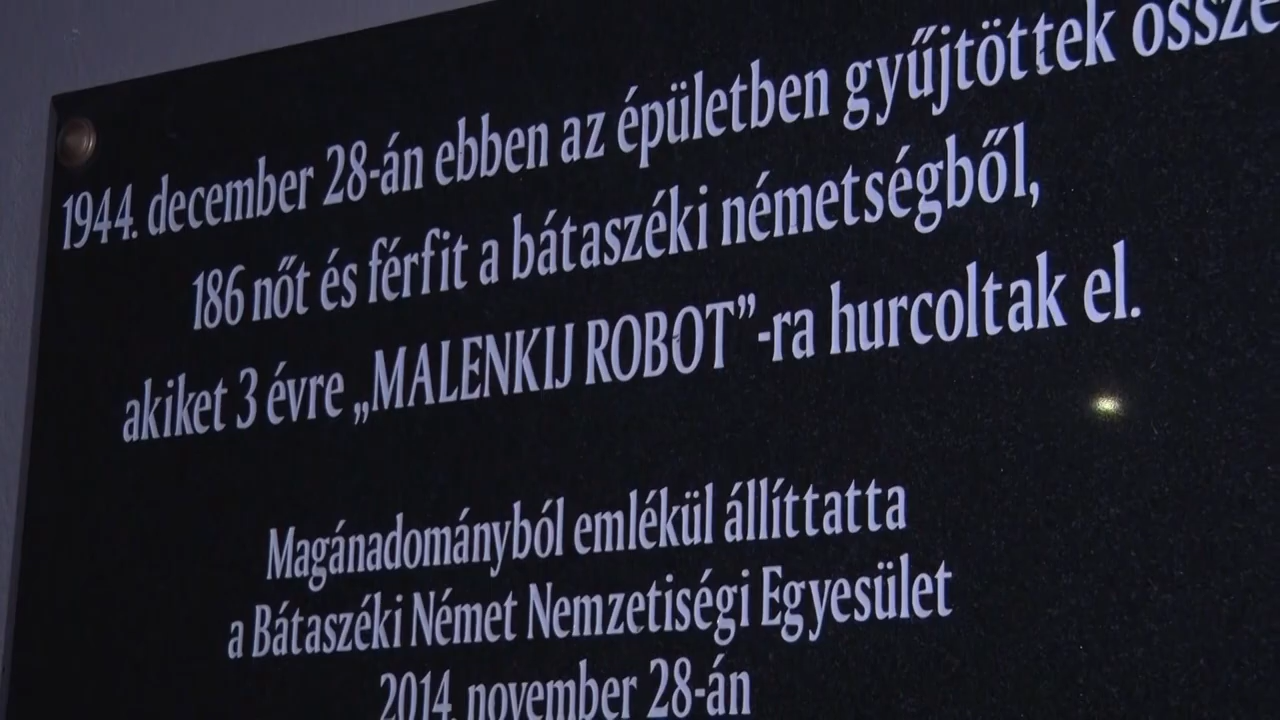 1944. december 28-án ebben az épületben gyűjtöttek össze
186 nőt és férfit a bátaszéki németségből,
akiket 3 évre „MALENKIJ ROBOT”-ra hurcoltak el.
Magánadományból emlékül állíttatta
a Bátaszéki Német Nemzetiségi Egyesület
2014. november 28-án